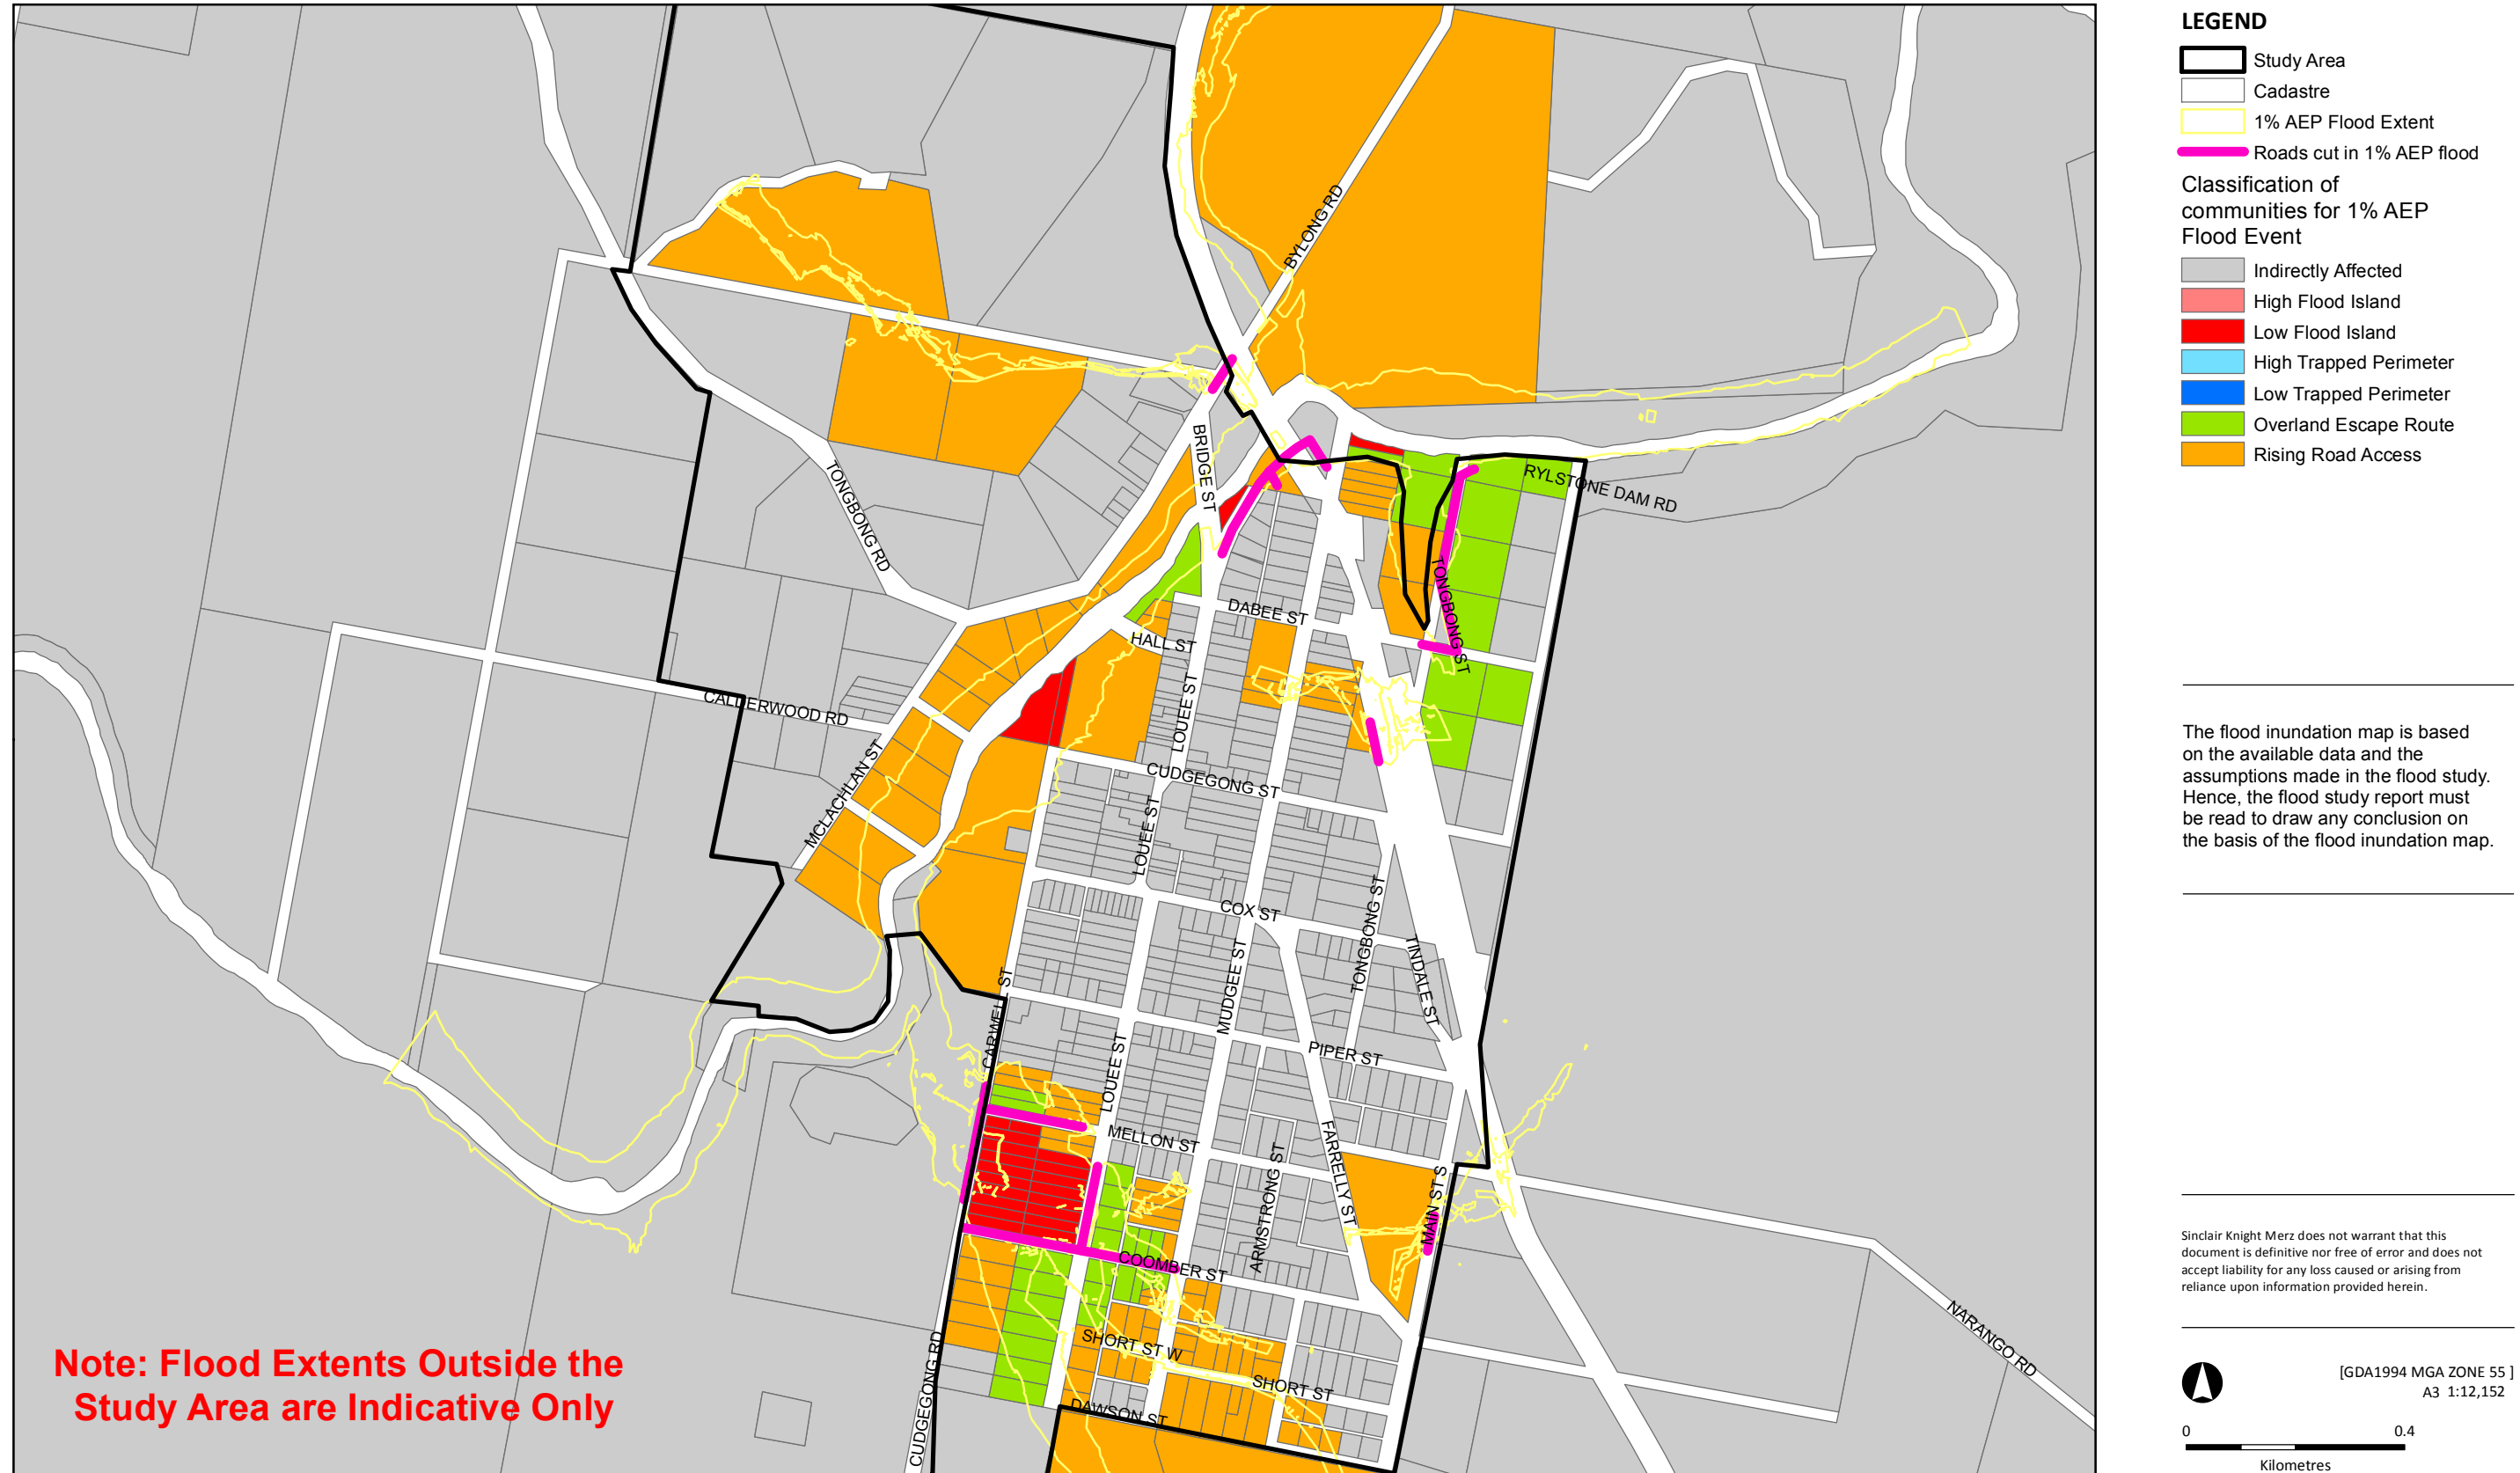 LEGEND
Study Area
Cadastre
1% AEP Flood Extent
Roads cut in 1% AEP flood
Classification of
communities for 1% AEP
Flood Event
Indirectly Affected
High Flood Island
Low Flood Island
High Trapped Perimeter
Low Trapped Perimeter
Overland Escape Route
Rising Road Access
The flood inundation map is based
on the available data and the
assumptions made in the flood study.
Hence, the flood study report must
be read to draw any conclusion on
the basis of the flood inundation map.
Sinclair Knight Merz does not warrant that this
document is definitive nor free of error and does not
accept liability for any loss caused or arising from
reliance upon information provided herein.
[GDA1994 MGA ZONE 55 ]
A3 1:12,152
0 0.4
Kilometres
BYLONG RD
BRIDGE ST
TONGBONG RD
RYLSTONE DAM RD
TONGBONG ST
DABEE ST
HALL ST
LOUEE ST
CALDERWOOD RD
MCLACHLAN ST
CUDGEGONG ST
LOUEE ST
COX ST
TONGBONG ST
TINDALE ST
MUDGEE ST
CARWELL ST
LOUEE ST
PIPER ST
MELLON ST
FARRELLY ST
ARMSTRONG ST
MAIN ST S
COOMBER ST
SHORT ST W
SHORT ST
DAWSON ST
CUDGEGONG RD
NARANGO RD
Note: Flood Extents Outside the
Study Area are Indicative Only